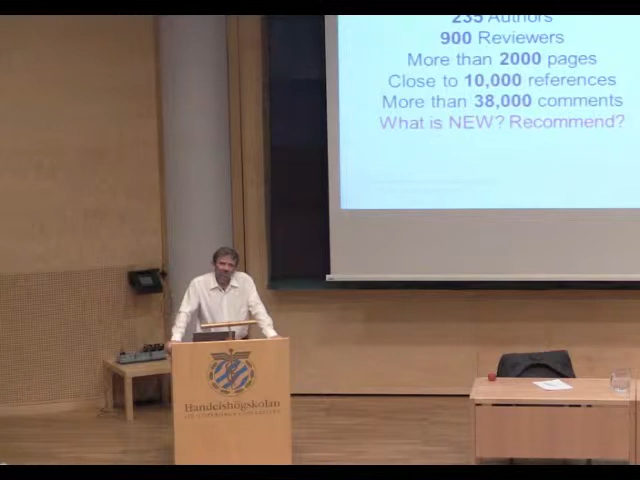 235 Authors
900 Reviewers
More than 2000 pages
Close to 10,000 references
More than 38,000 comments
What is NEW? Recommend?
Handelshögskolan